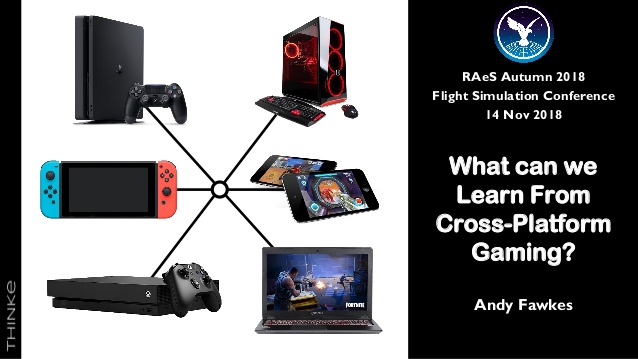 RAeS Autumn 2018
Flight Simulation Conference
14 Nov 2018
What can we
Learn From
Cross-Platform
Gaming?
Andy Fawkes
THINKE
FORTNITE